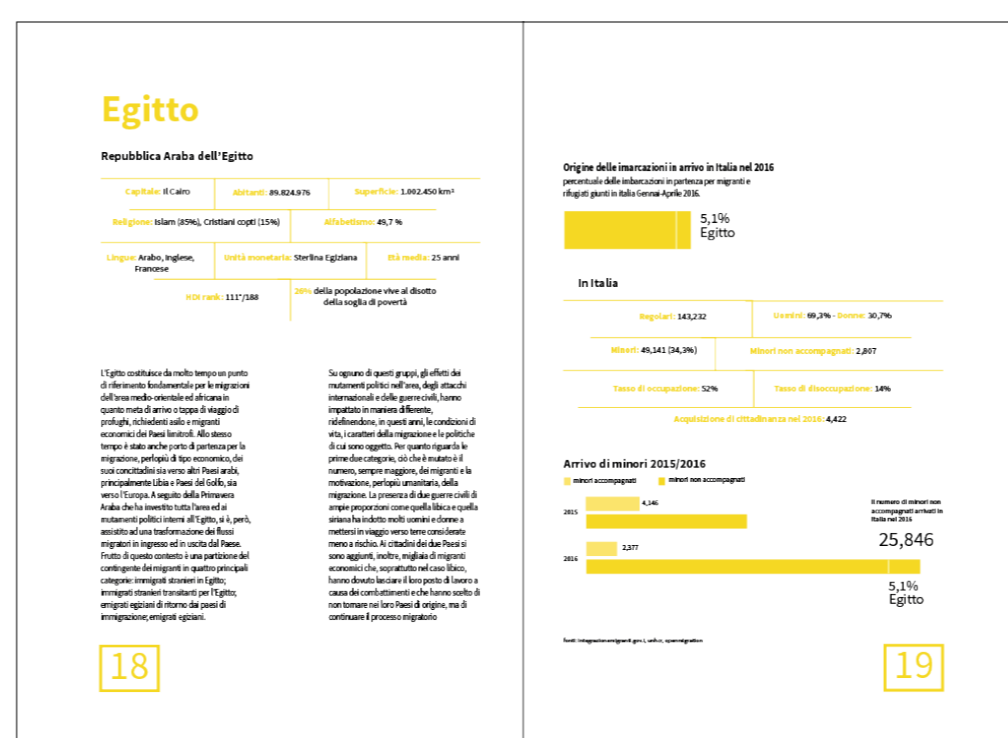 Egitto
Repubblica Araba dell'Egitto
Capitale: Il Cairo
Abitanti: 89.824.976
Superficie: 1.002.450 km²
Religione: Islam (85%), Cristiani copti (15%)
Alfabetismo: 49,7 %
Lingue: Arabo, Inglese,
Francese
Unità monetaria: Sterlina Egiziana
Età media: 25 anni
HDI rank: 111°/188
26% della popolazione vive al disotto
della soglia di povertà
L'Egitto costituisce da molto tempo un punto
di riferimento fondamentale per le migrazioni
dell'area medio-orientale ed africana in
quanto meta di arrivo o tappa di viaggio di
profughi, richiedenti asilo e migranti
economici dei Paesi limitrofi. Allo stesso
tempo è stato anche porto di partenza per la
migrazione, perlopiù di tipo economico, dei
suoi concittadini sia verso altri Paesi arabi,
principalmente Libia e Paesi del Golfo, sia
verso l'Europa. A seguito della Primavera
Araba che ha investito tutta l'area ed ai
mutamenti politici interni all'Egitto, si è, però,
assistito ad una trasformazione dei flussi
migratori in ingresso ed in uscita dal Paese.
Frutto di questo contesto è una partizione del
contingente dei migranti in quattro principali
categorie: immigrati stranieri in Egitto;
immigrati stranieri transitanti per l'Egitto;
emigrati egiziani di ritorno dai paesi di
immigrazione; emigrati egiziani.
Su ognuno di questi gruppi, gli effetti dei
mutamenti politici nell'area, degli attacchi
internazionali e delle guerre civili, hanno
impattato in maniera differente,
ridefinendone, in questi anni, le condizioni di
vita, i caratteri della migrazione e le politiche
di cui sono oggetto. Per quanto riguarda le
prime due categorie, ciò che è mutato è il
numero, sempre maggiore, dei migranti e la
motivazione, perlopiù umanitaria, della
migrazione. La presenza di due guerre civili di
ampie proporzioni come quella libica e quella
siriana ha indotto molti uomini e donne a
mettersi in viaggio verso terre considerate
meno a rischio. Ai cittadini dei due Paesi si
sono aggiunti, inoltre, migliaia di migranti
economici che, soprattutto nel caso libico,
hanno dovuto lasciare il loro posto di lavoro a
causa dei combattimenti e che hanno scelto di
non tornare nei loro Paesi di origine, ma di
continuare il processo migratorio
18
Origine delle imarcazioni in arrivo in Italia nel 2016
percentuale delle imbarcazioni in partenza per migranti e
rifugiati giunti in italia Gennai-Aprile 2016.
5,1%
Egitto
In Italia
Regolari: 143,232
Uomini: 69,3% - Donne: 30,7%
Minori: 49,141 (34,3%)
Minori non accompagnati: 2,807
Tasso di occupazione: 52%
Tasso di disoccupazione: 14%
Acquisizione di cittadinanza nel 2016: 4,422
Arrivo di minori 2015/2016
minori accompagnati
minori non accompagnati
2015
4,146
2016
2,377
Il numero di minori non
accompagnati arrivati in
Italia nel 2016
25,846
5,1%
Egitto
19